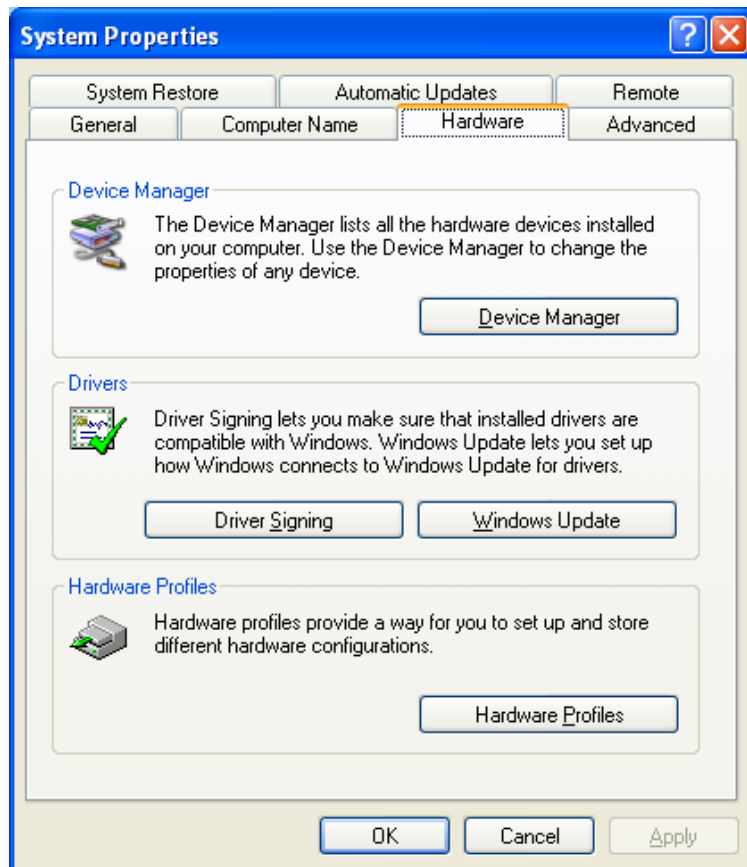 System Properties
System Restore
Automatic Updates
Remote
General
Computer Name
Hardware
Advanced
Device Manager
The Device Manager lists all the hardware devices installed
on your computer. Use the Device Manager to change the
properties of any device.
Device Manager
Drivers
Driver Signing lets you make sure that installed drivers are
compatible with Windows. Windows Update lets you set up
how Windows connects to Windows Update for drivers.
Driver Signing
Windows Update
Hardware Profiles
Hardware profiles provide a way for you to set up and store
different hardware configurations.
Hardware Profiles
OK
Cancel
Apply